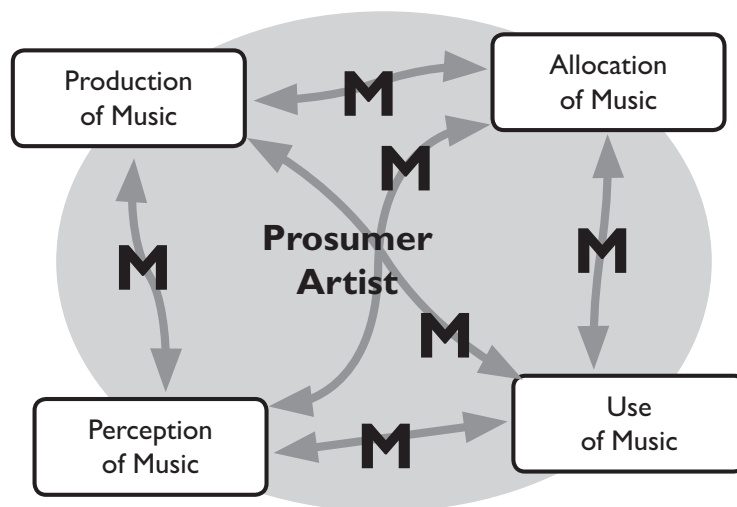 Production
of Music
M
Allocation
of Music
M
Prosumer
Artist
M
M
M
Perception
of Music
M
Use
of Music